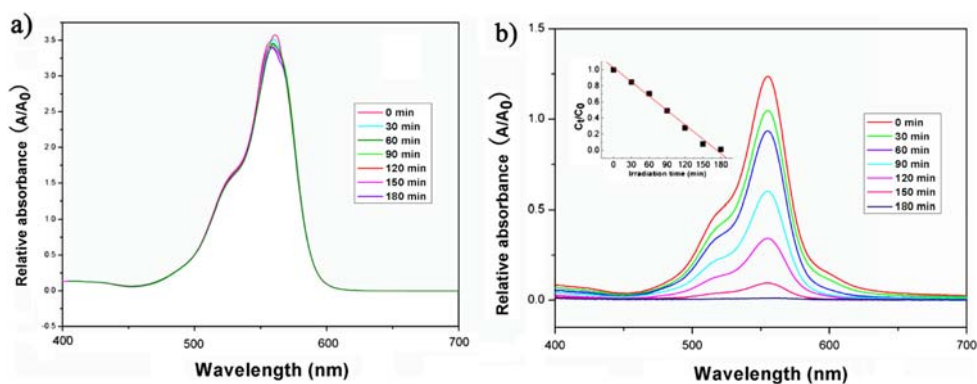 a)
Relative absorbance (A/A0)
3.5
3.0
2.5
2.0
1.5
1.0
0.5
0.0
-0.5
400
500
600
700
Wavelength (nm)
0 min
30 min
60 min
90 min
120 min
150 min
180 min
b)
Relative absorbance (A/A0)
1.5
1.0
0.5
0.0
400
500
600
700
Wavelength (nm)
Ct/C0
1.0
0.8
0.6
0.4
0.2
0.0
0 30 60 90 120 150 180
Irradiation time (min)
0 min
30 min
60 min
90 min
120 min
150 min
180 min